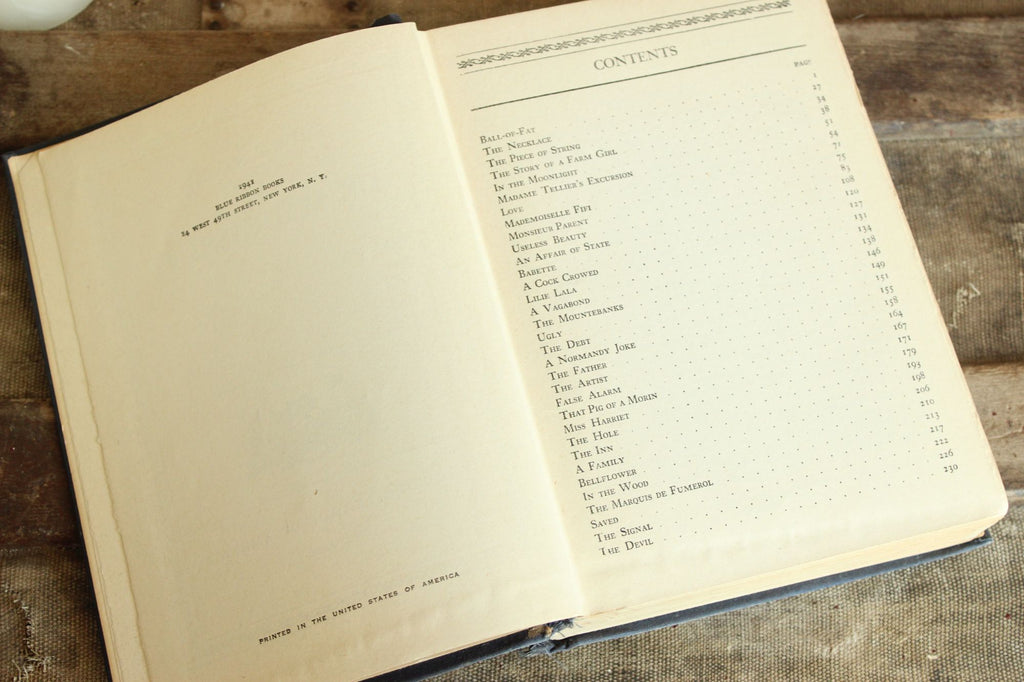 1941
BLUE RIBBON BOOKS
14 WEST 49TH STREET, NEW YORK, N. Y.
PRINTED IN THE UNITED STATES OF AMERICA
CONTENTS
PAGE
BALL-OF-FAT 1
THE NECKLACE 27
THE PIECE OF STRING 34
THE STORY OF A FARM GIRL 38
IN THE MOONLIGHT 51
MADAME TELLIER'S EXCURSION 54
LOVE 71
MADEMOISELLE FIFI 75
MONSIEUR PARENT 83
USELESS BEAUTY 108
AN AFFAIR OF STATE 120
BABETTE 127
A COCK CROWED 131
LILIE LALA 134
A VAGABOND 138
THE MOUNTEBANKS 146
UGLY 149
THE DEBT 151
A NORMANDY JOKE 155
THE FATHER 158
THE ARTIST 164
FALSE ALARM 167
THAT PIG OF A MORIN 171
MISS HARRIET 179
THE HOLE 193
THE INN 198
A FAMILY 206
BELLFLOWER 210
IN THE WOOD 213
THE MARQUIS DE FUMEROL 217
SAVED 222
THE SIGNAL 226
THE DEVIL 230